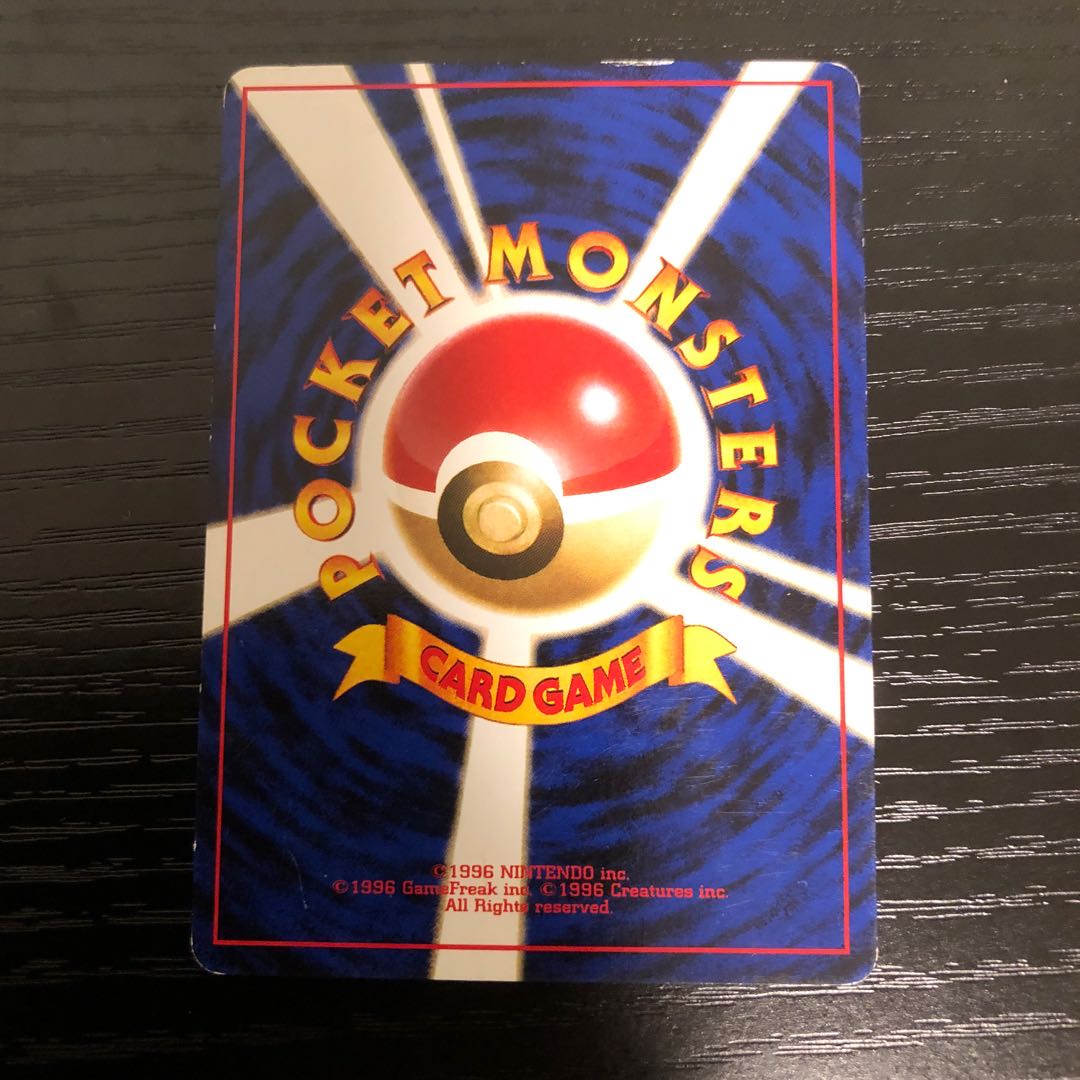 POCKET MONSTERS
CARD GAME
©1996 NINTENDO inc.
©1996 GameFreak inc. ©1996 Creatures inc.
All Rights reserved.